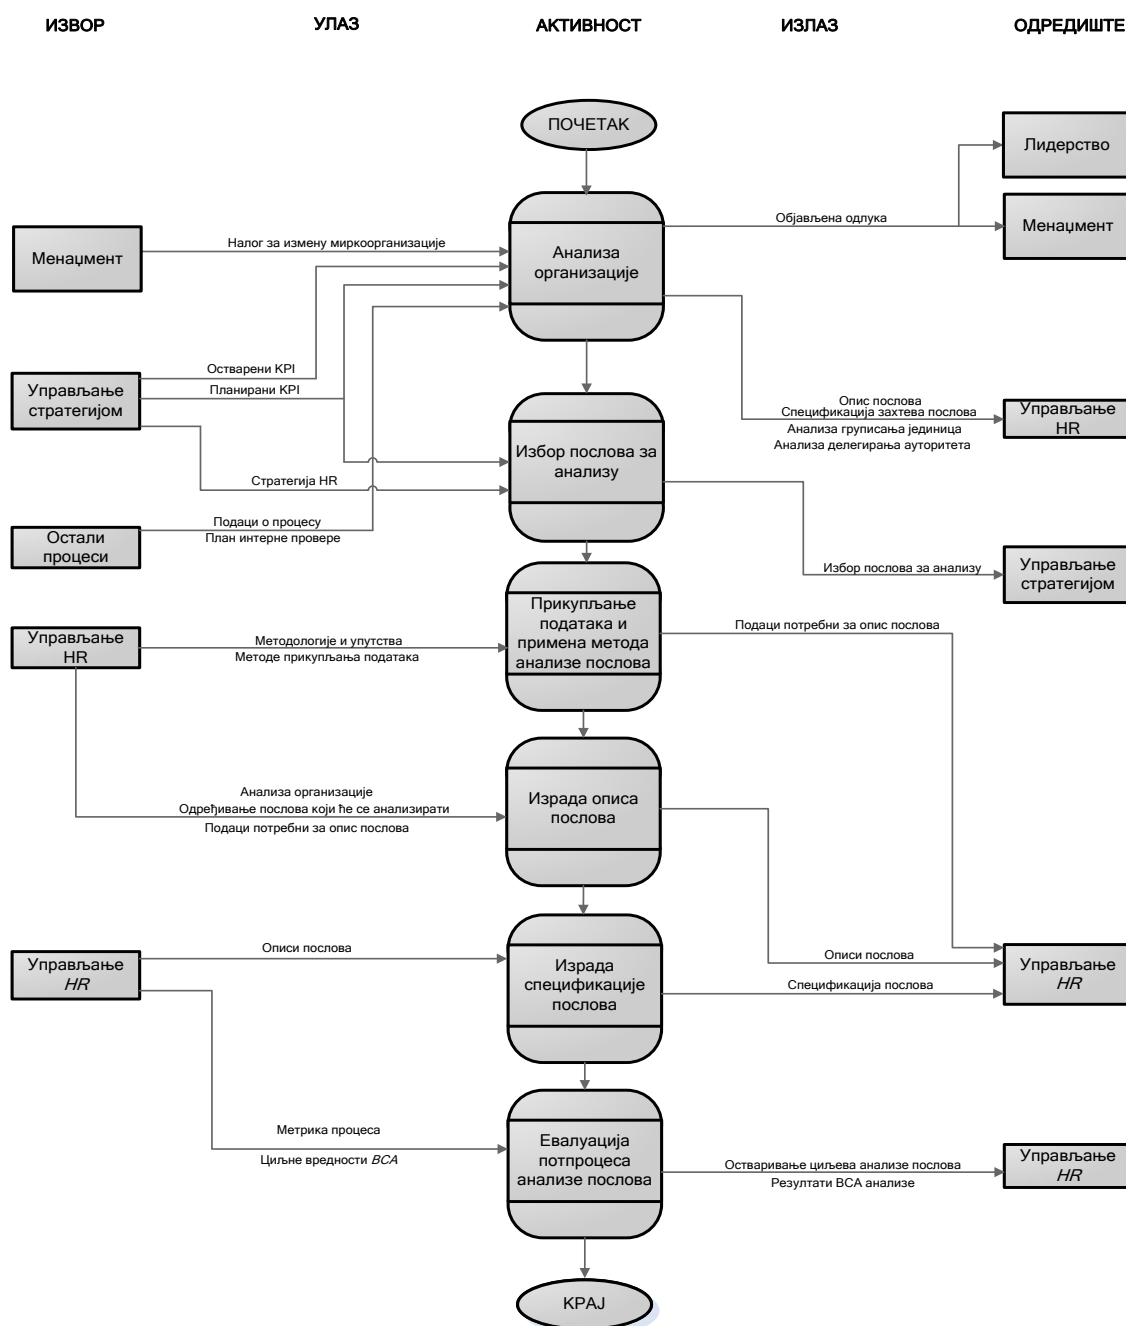 ИЗВОР
УЛАЗ
АКТИВНОСТ
ИЗЛАЗ
ОДРЕДИШТЕ
ПОЧЕТАК
Лидерство
Објављена одлука
Менаџмент
Менаџмент
Налог за измену миркоорганизације
Анализа
организације
Остварени KPI
Планирани KPI
Управљање
стратегијом
Опис посла
Спецификација захтева послова
Анализа груписања јединица
Анализа делегирања ауторитета
Управљање
HR
Избор послова за
анализу
Стратегија HR
Подаци о процесу
План интерне провере
Остали
процеси
Избор послова за анализу
Управљање
стратегијом
Прикупљање
података и
примена метода
анализе послова
Подаци потребни за опис послова
Управљање
HR
Методологије и упутства
Методе прикупљања података
Анализа организације
Одређивање послова који ће се анализирати
Подаци потребни за опис послова
Израда описа
послова
Описи послова
Управљање
HR
Израда
спецификације
послова
Описи послова
Спецификација послова
Управљање
HR
Метрика процеса
Циљне вредности BCA
Евалуација
потпроцеса
анализе послова
Остваривање циљева анализе послова
Резултати BCA анализе
Управљање
HR
КРАЈ